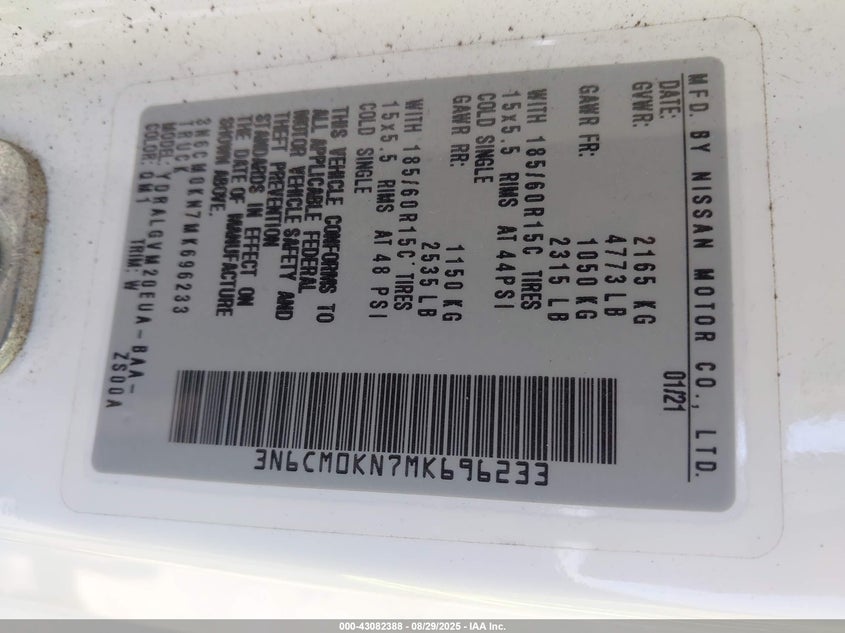 MFD. BY NISSAN MOTOR CO., LTD.
DATE: 01/21
GVWR: 2165 KG
4773 LB
GAWR FR: 1050 KG
2315 LB
WITH 185/60R15C TIRES
15x5.5 RIMS AT 44PSI
COLD SINGLE
GAWR RR: 1150 KG
2535 LB
WITH 185/60R15C TIRES
15x5.5 RIMS AT 48 PSI
COLD SINGLE
THIS VEHICLE CONFORMS TO
ALL APPLICABLE FEDERAL
MOTOR VEHICLE SAFETY AND
THEFT PREVENTION
STANDARDS IN EFFECT ON
THE DATE OF MANUFACTURE
SHOWN ABOVE.
3N6CM0KN7MK696233
TRUCK
MODEL: YDRALGVM20EUA-BAA-
ZS00A
COLOR: QM1 TRIM: W
3N6CM0KN7MK696233
000-43082388 - 08/29/2025 - IAA Inc.